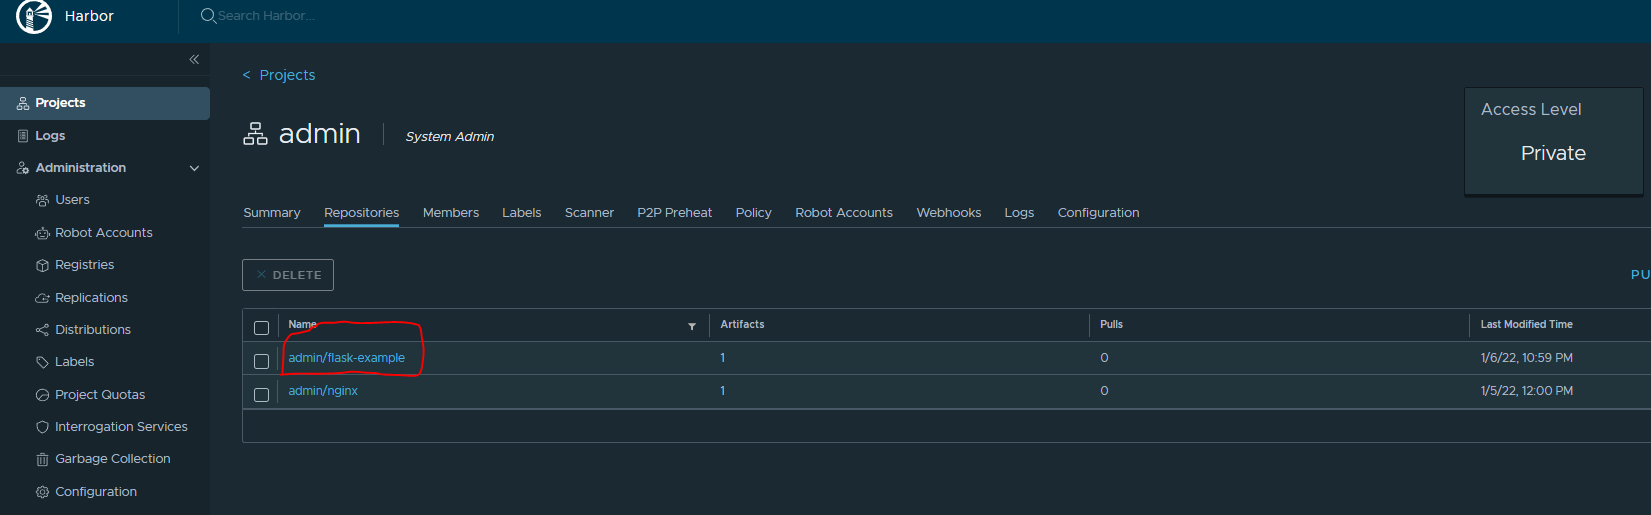 Harbor
Search Harbor...
Projects
Logs
Administration
Users
Robot Accounts
Registries
Replications
Distributions
Labels
Project Quotas
Interrogation Services
Garbage Collection
Configuration
< Projects
admin System Admin
Access Level
Private
Summary Repositories Members Labels Scanner P2P Preheat Policy Robot Accounts Webhooks Logs Configuration
× DELETE
PU
Name Artifacts Pulls Last Modified Time
admin/flask-example 1 0 1/6/22, 10:59 PM
admin/nginx 1 0 1/5/22, 12:00 PM